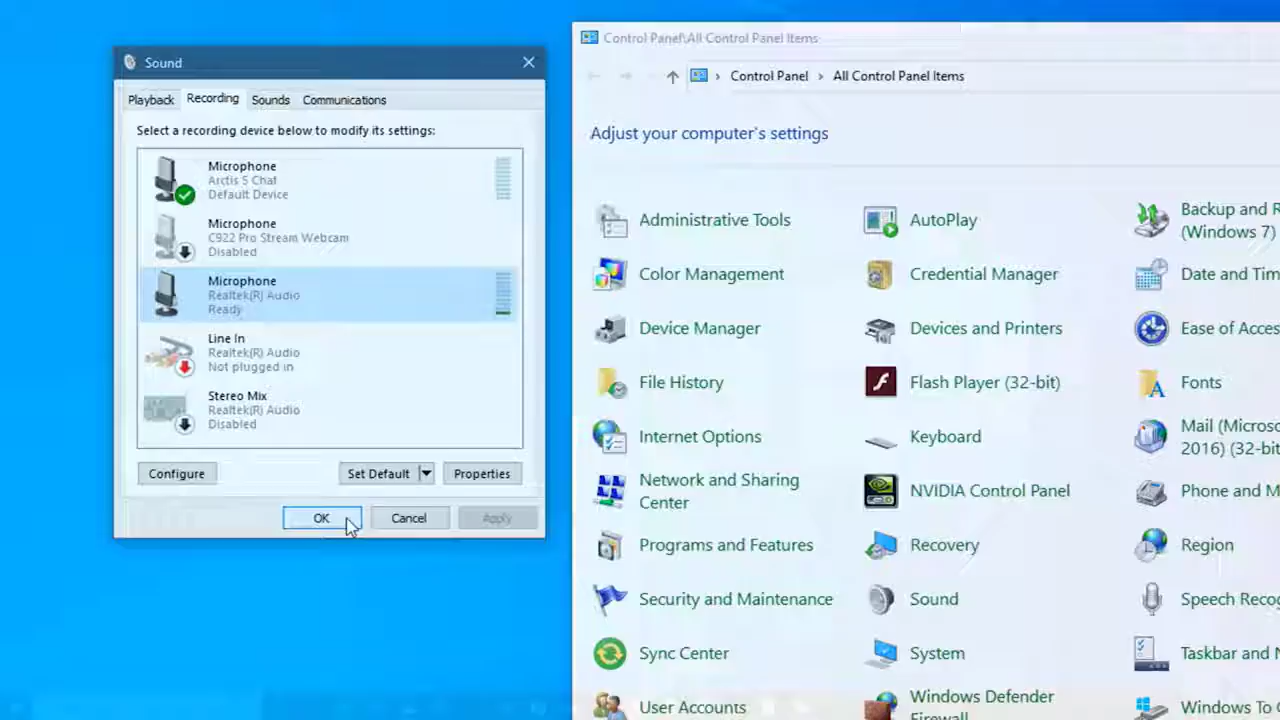 Sound
Playback
Recording
Sounds
Communications
Select a recording device below to modify its settings:
Microphone
Arctis 5 Chat
Default Device
Microphone
C922 Pro Stream Webcam
Disabled
Microphone
Realtek(R) Audio
Ready
Line In
Realtek(R) Audio
Not plugged in
Stereo Mix
Realtek(R) Audio
Disabled
Configure
Set Default
Properties
OK
Cancel
Apply
Control Panel\All Control Panel Items
Control Panel › All Control Panel Items
Adjust your computer's settings
Administrative Tools
AutoPlay
Backup and R
(Windows 7)
Color Management
Credential Manager
Date and Tim
Device Manager
Devices and Printers
Ease of Acces
File History
Flash Player (32-bit)
Fonts
Internet Options
Keyboard
Mail (Microso
2016) (32-bit
Network and Sharing
Center
NVIDIA Control Panel
Phone and M
Programs and Features
Recovery
Region
Security and Maintenance
Sound
Speech Recog
Sync Center
System
Taskbar and N
User Accounts
Windows Defender
Firewall
Windows To G